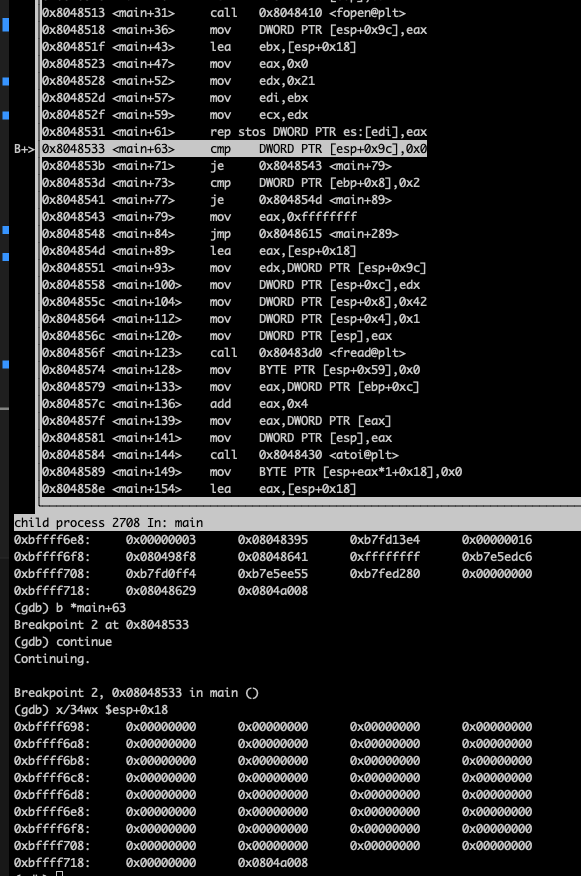 0x8048513 <main+31> call 0x8048410 <fopen@plt>
0x8048518 <main+36> mov DWORD PTR [esp+0x9c],eax
0x804851f <main+43> lea ebx,[esp+0x18]
0x8048523 <main+47> mov eax,0x0
0x8048528 <main+52> mov edx,0x21
0x804852d <main+57> mov edi,ebx
0x804852f <main+59> mov ecx,edx
0x8048531 <main+61> rep stos DWORD PTR es:[edi],eax
B+> 0x8048533 <main+63> cmp DWORD PTR [esp+0x9c],0x0
0x804853b <main+71> je 0x8048543 <main+79>
0x804853d <main+73> cmp DWORD PTR [ebp+0x8],0x2
0x8048541 <main+77> je 0x804854d <main+89>
0x8048543 <main+79> mov eax,0xffffffff
0x8048548 <main+84> jmp 0x8048615 <main+289>
0x804854d <main+89> lea eax,[esp+0x18]
0x8048551 <main+93> mov edx,DWORD PTR [esp+0x9c]
0x8048558 <main+100> mov DWORD PTR [esp+0xc],edx
0x804855c <main+104> mov DWORD PTR [esp+0x8],0x42
0x8048564 <main+112> mov DWORD PTR [esp+0x4],0x1
0x804856c <main+120> mov DWORD PTR [esp],eax
0x804856f <main+123> call 0x80483d0 <fread@plt>
0x8048574 <main+128> mov BYTE PTR [esp+0x59],0x0
0x8048579 <main+133> mov eax,DWORD PTR [ebp+0xc]
0x804857c <main+136> add eax,0x4
0x804857f <main+139> mov eax,DWORD PTR [eax]
0x8048581 <main+141> mov DWORD PTR [esp],eax
0x8048584 <main+144> call 0x8048430 <atoi@plt>
0x8048589 <main+149> mov BYTE PTR [esp+eax*1+0x18],0x0
0x804858e <main+154> lea eax,[esp+0x18]
child process 2708 In: main
0xbffff6e8: 0x00000003 0x08048395 0xb7fd13e4 0x00000016
0xbffff6f8: 0x080498f8 0x08048641 0xffffffff 0xb7e5edc6
0xbffff708: 0xb7fd0ff4 0xb7e5ee55 0xb7fed280 0x00000000
0xbffff718: 0x08048629 0x0804a008
(gdb) b *main+63
Breakpoint 2 at 0x8048533
(gdb) continue
Continuing.
Breakpoint 2, 0x08048533 in main ()
(gdb) x/34wx $esp+0x18
0xbffff698: 0x00000000 0x00000000 0x00000000 0x00000000
0xbffff6a8: 0x00000000 0x00000000 0x00000000 0x00000000
0xbffff6b8: 0x00000000 0x00000000 0x00000000 0x00000000
0xbffff6c8: 0x00000000 0x00000000 0x00000000 0x00000000
0xbffff6d8: 0x00000000 0x00000000 0x00000000 0x00000000
0xbffff6e8: 0x00000000 0x00000000 0x00000000 0x00000000
0xbffff6f8: 0x00000000 0x00000000 0x00000000 0x00000000
0xbffff708: 0x00000000 0x00000000 0x00000000 0x00000000
0xbffff718: 0x00000000 0x0804a008